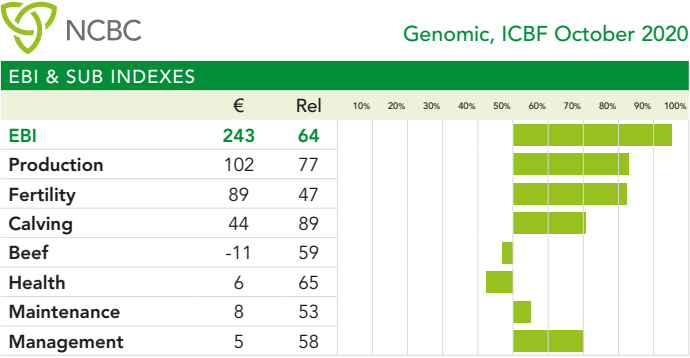 NCBC
Genomic, ICBF October 2020
EBI & SUB INDEXES
€ Rel 10% 20% 30% 40% 50% 60% 70% 80% 90% 100%
EBI 243 64
Production 102 77
Fertility 89 47
Calving 44 89
Beef -11 59
Health 6 65
Maintenance 8 53
Management 5 58